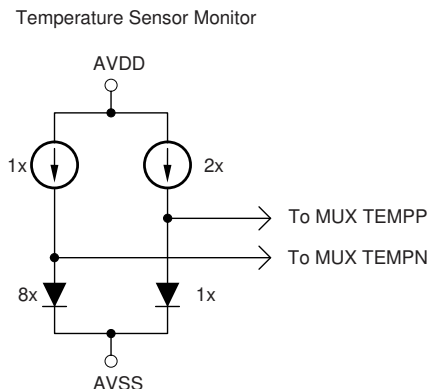 Temperature Sensor Monitor
AVDD
1x
2x
To MUX TEMPP
To MUX TEMPN
8x
1x
AVSS